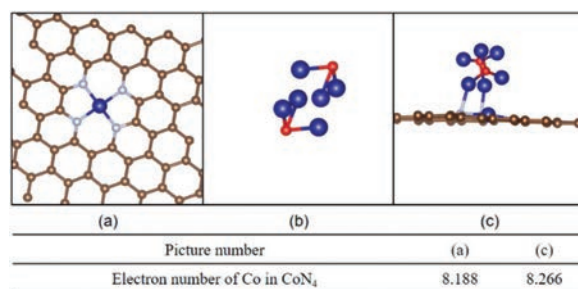 (a) (b) (c)
Picture number (a) (c)
Electron number of Co in CoN₄ 8.188 8.266